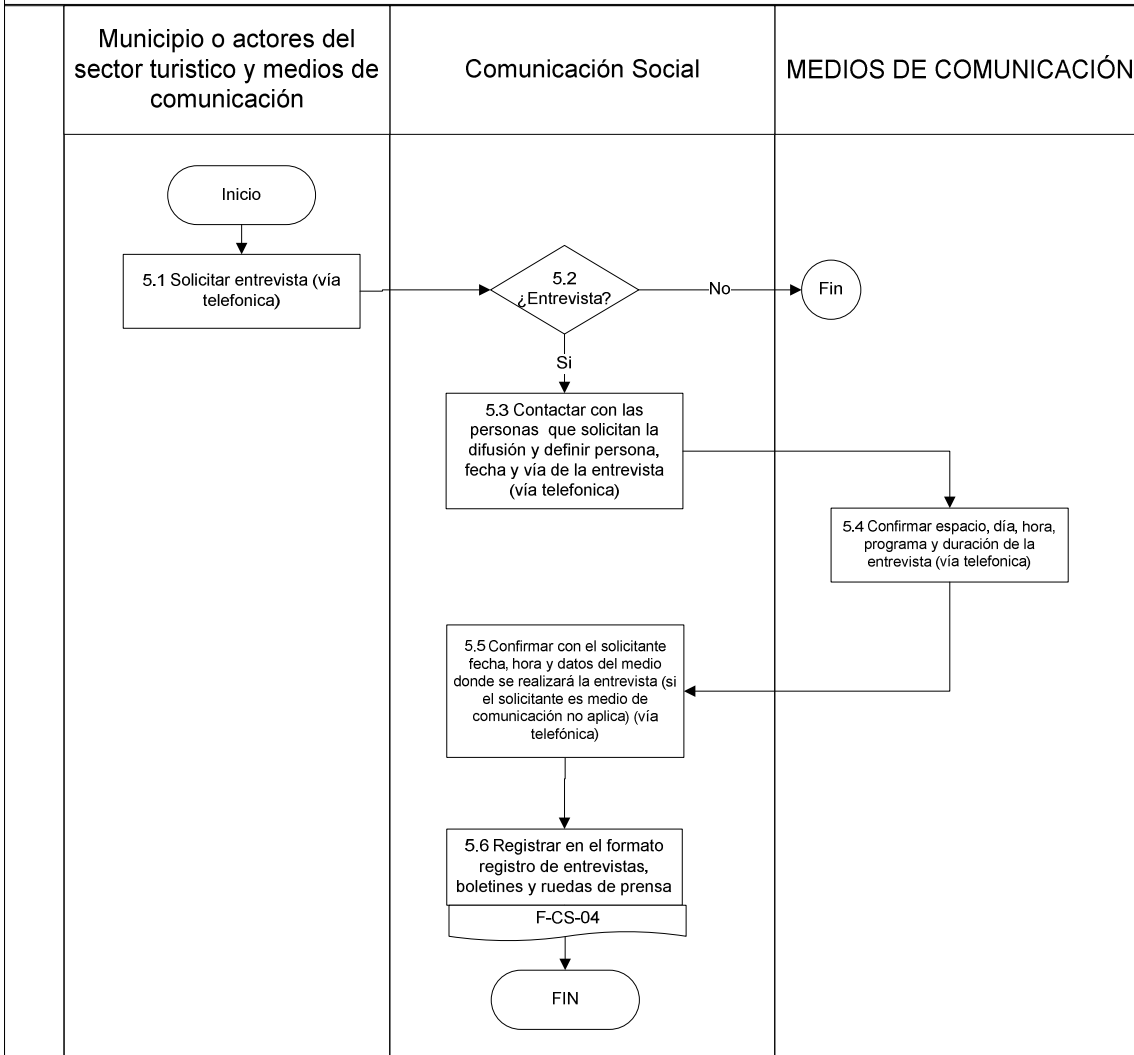 Municipio o actores del
sector turistico y medios de
comunicación
Comunicación Social
MEDIOS DE COMUNICACIÓN
Inicio
5.1 Solicitar entrevista (vía
telefonica)
5.2
¿Entrevista?
No
Fin
Si
5.3 Contactar con las
personas que solicitan la
difusión y definir persona,
fecha y vía de la entrevista
(vía telefonica)
5.4 Confirmar espacio, día, hora,
programa y duración de la
entrevista (vía telefonica)
5.5 Confirmar con el solicitante
fecha, hora y datos del medio
donde se realizará la entrevista (si
el solicitante es medio de
comunicación no aplica) (vía
telefónica)
5.6 Registrar en el formato
registro de entrevistas,
boletines y ruedas de prensa
F-CS-04
FIN